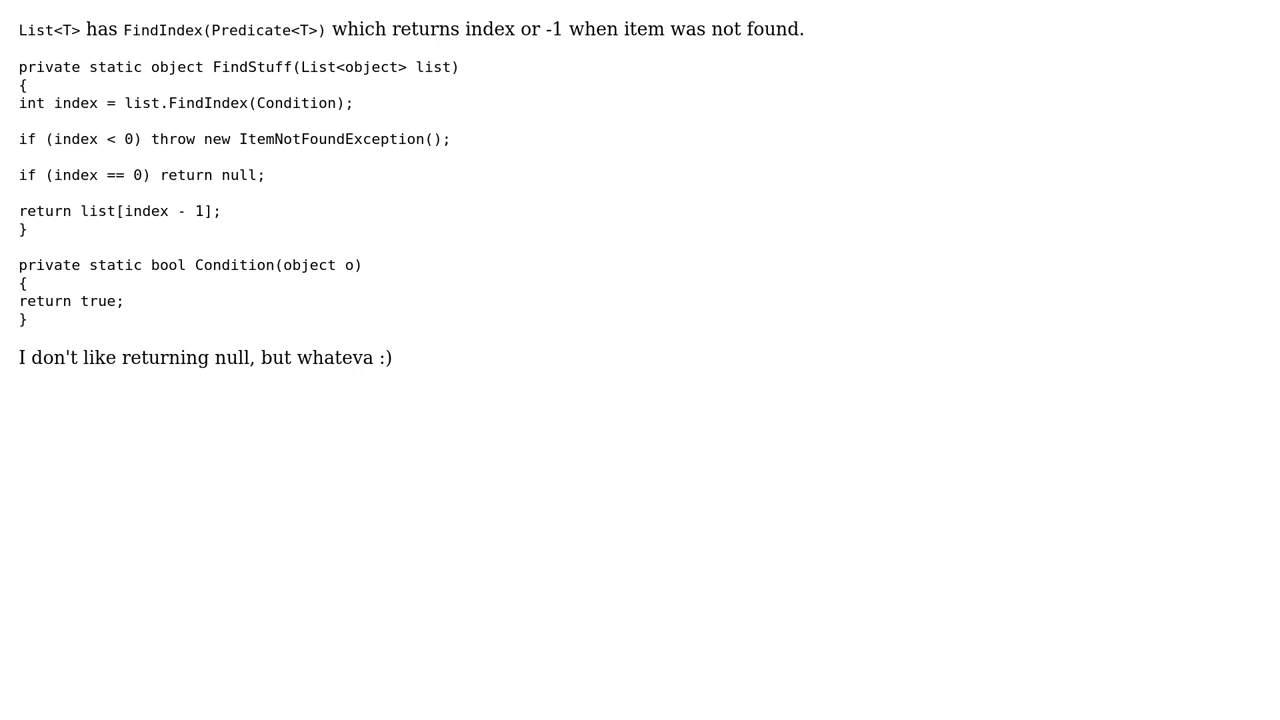 List<T> has FindIndex(Predicate<T>) which returns index or -1 when item was not found.
private static object FindStuff(List<object> list)
{
int index = list.FindIndex(Condition);
if (index < 0) throw new ItemNotFoundException();
if (index == 0) return null;
return list[index - 1];
}
private static bool Condition(object o)
{
return true;
}
I don't like returning null, but whateva :)